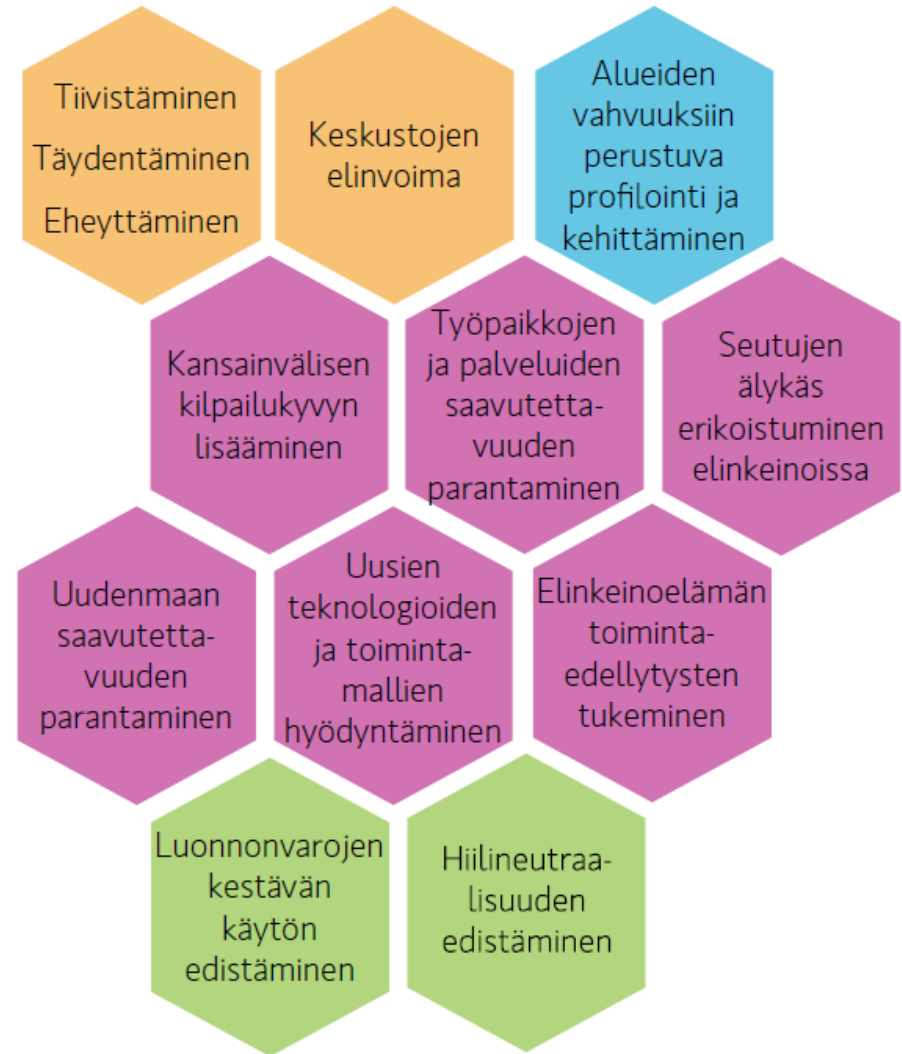 Tiivistäminen
Täydentäminen
Eheyttäminen
Keskustojen
elinvoima
Alueiden
vahvuuksiin
perustuva
profilointi ja
kehittäminen
Kansainvälisen
kilpailukyvyn
lisääminen
Työpaikkojen
ja palveluiden
saavutetta-
vuuden
parantaminen
Seutujen
älykäs
erikoistuminen
elinkeinoissa
Uudenmaan
saavutetta-
vuuden
parantaminen
Uusien
teknologioiden
ja toiminta-
mallien
hyödyntäminen
Elinkeinoelämän
toiminta-
edellytysten
tukeminen
Luonnonvarojen
kestävän
käytön
edistäminen
Hiilineutraa-
lisuuden
edistäminen